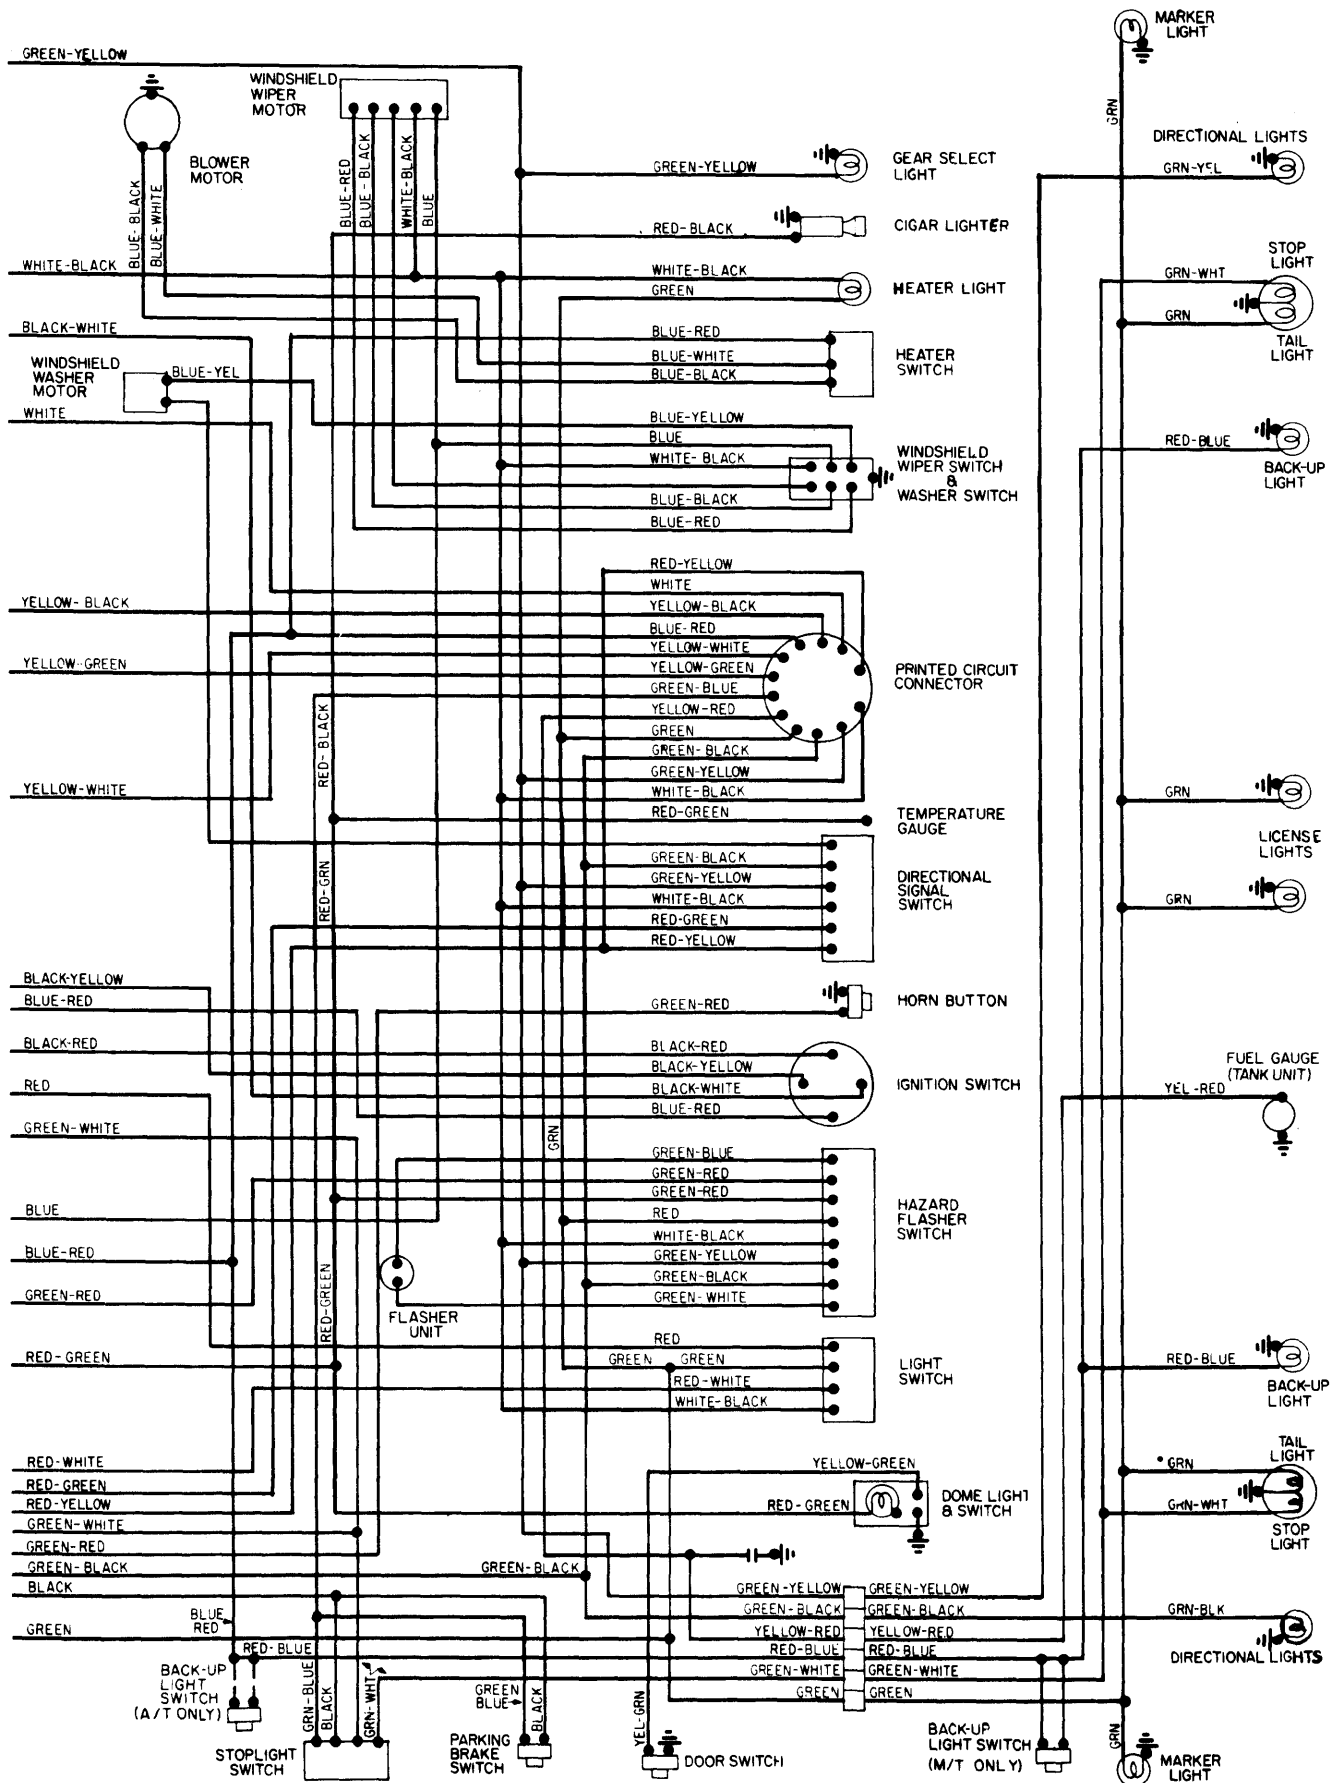 MARKER
LIGHT
GREEN-YELLOW
WINDSHIELD
WIPER
MOTOR
GRN
DIRECTIONAL LIGHTS
BLOWER
MOTOR
BLUE-RED
BLUE-BLACK
WHITE-BLACK
BLUE
GREEN-YELLOW
GEAR SELECT
LIGHT
GRN-YEL
BLUE-BLACK
BLUE-WHITE
RED-BLACK
CIGAR LIGHTER
STOP
LIGHT
WHITE-BLACK
WHITE-BLACK
GREEN
HEATER LIGHT
GRN-WHT
GRN
TAIL
LIGHT
BLACK-WHITE
BLUE-RED
BLUE-WHITE
BLUE-BLACK
HEATER
SWITCH
WINDSHIELD
WASHER
MOTOR
BLUE-YEL
WHITE
BLUE-YELLOW
BLUE
WHITE-BLACK
WINDSHIELD
WIPER SWITCH
&
WASHER SWITCH
BLUE-BLACK
BLUE-RED
RED-BLUE
BACK-UP
LIGHT
RED-YELLOW
WHITE
YELLOW-BLACK
YELLOW-BLACK
BLUE-RED
YELLOW-WHITE
YELLOW-GREEN
YELLOW-GREEN
GREEN-BLUE
YELLOW-RED
GREEN
GREEN-BLACK
GREEN-YELLOW
WHITE-BLACK
PRINTED CIRCUIT
CONNECTOR
RED-BLACK
YELLOW-WHITE
RED-GREEN
TEMPERATURE
GAUGE
GRN
LICENSE
LIGHTS
GRN
RED-GRN
GREEN-BLACK
GREEN-YELLOW
WHITE-BLACK
RED-GREEN
RED-YELLOW
DIRECTIONAL
SIGNAL
SWITCH
BLACK-YELLOW
BLUE-RED
GREEN-RED
HORN BUTTON
BLACK-RED
BLACK-RED
BLACK-YELLOW
BLACK-WHITE
BLUE-RED
IGNITION SWITCH
FUEL GAUGE
(TANK UNIT)
YEL-RED
RED
GREEN-WHITE
GRN
GREEN-BLUE
GREEN-RED
GREEN-RED
RED
WHITE-BLACK
GREEN-YELLOW
GREEN-BLACK
GREEN-WHITE
HAZARD
FLASHER
SWITCH
BLUE
BLUE-RED
GREEN-RED
RED-GREEN
FLASHER
UNIT
RED-GREEN
RED
GREEN
GREEN
RED-WHITE
WHITE-BLACK
LIGHT
SWITCH
RED-BLUE
BACK-UP
LIGHT
RED-WHITE
RED-GREEN
RED-YELLOW
GREEN-WHITE
GREEN-RED
GREEN-BLACK
BLACK
GREEN
YELLOW-GREEN
RED-GREEN
DOME LIGHT
& SWITCH
TAIL
LIGHT
GRN
GRN-WHT
STOP
LIGHT
GREEN-BLACK
GREEN-YELLOW
GREEN-YELLOW
GREEN-BLACK
GREEN-BLACK
YELLOW-RED
YELLOW-RED
RED-BLUE
RED-BLUE
GREEN-WHITE
GREEN-WHITE
GREEN
GREEN
GRN-BLK
DIRECTIONAL LIGHTS
BLUE
RED
RED-BLUE
BACK-UP
LIGHT
SWITCH
(A/T ONLY)
GRN-BLUE
BLACK
GRN-WHT
STOPLIGHT
SWITCH
GREEN
BLUE
BLACK
PARKING
BRAKE
SWITCH
YEL-GRN
DOOR SWITCH
BACK-UP
LIGHT SWITCH
(M/T ONLY)
GRN
MARKER
LIGHT